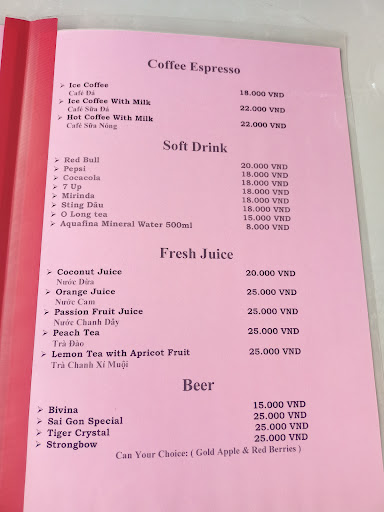 Coffee Espresso
➢ Ice Coffee 18.000 VND
Café Đá
➢ Ice Coffee With Milk 22.000 VND
Café Sữa Đá
➢ Hot Coffee With Milk 22.000 VND
Café Sữa Nóng
Soft Drink
➢ Red Bull 20.000 VND
➢ Pepsi 18.000 VND
➢ Cocacola 18.000 VND
➢ 7 Up 18.000 VND
➢ Mirinda 18.000 VND
➢ Sting Dâu 18.000 VND
➢ O Long tea 15.000 VND
➢ Aquafina Mineral Water 500ml 8.000 VND
Fresh Juice
➢ Coconut Juice 20.000 VND
Nước Dừa
➢ Orange Juice 25.000 VND
Nước Cam
➢ Passion Fruit Juice 25.000 VND
Nước Chanh Dây
➢ Peach Tea 25.000 VND
Trà Đào
➢ Lemon Tea with Apricot Fruit 25.000 VND
Trà Chanh Xí Muội
Beer
➢ Bivina 15.000 VND
➢ Sai Gon Special 25.000 VND
➢ Tiger Crystal 25.000 VND
➢ Strongbow 25.000 VND
Can Your Choice: ( Gold Apple & Red Berries )